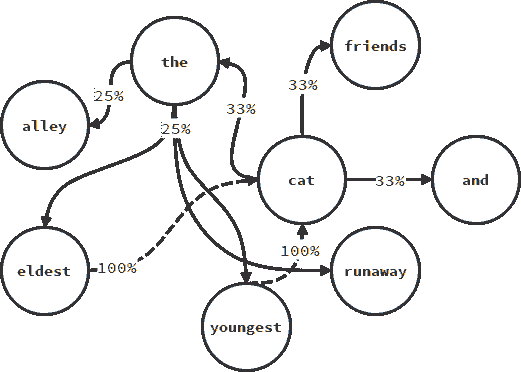 friends
the
33%
25%
33%
alley
25%
cat
33%
and
100%
eldest
100%
runaway
youngest